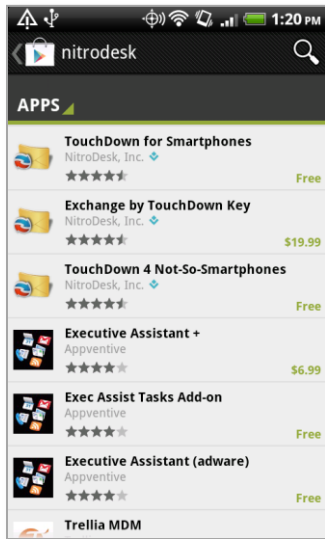 1:20 PM
nitrodesk
APPS
TouchDown for Smartphones
NitroDesk, Inc.
Free
Exchange by TouchDown Key
NitroDesk, Inc.
$19.99
TouchDown 4 Not-So-Smartphones
NitroDesk, Inc.
Free
Executive Assistant +
Appventive
$6.99
Exec Assist Tasks Add-on
Appventive
Free
Executive Assistant (adware)
Appventive
Free
Trellia MDM